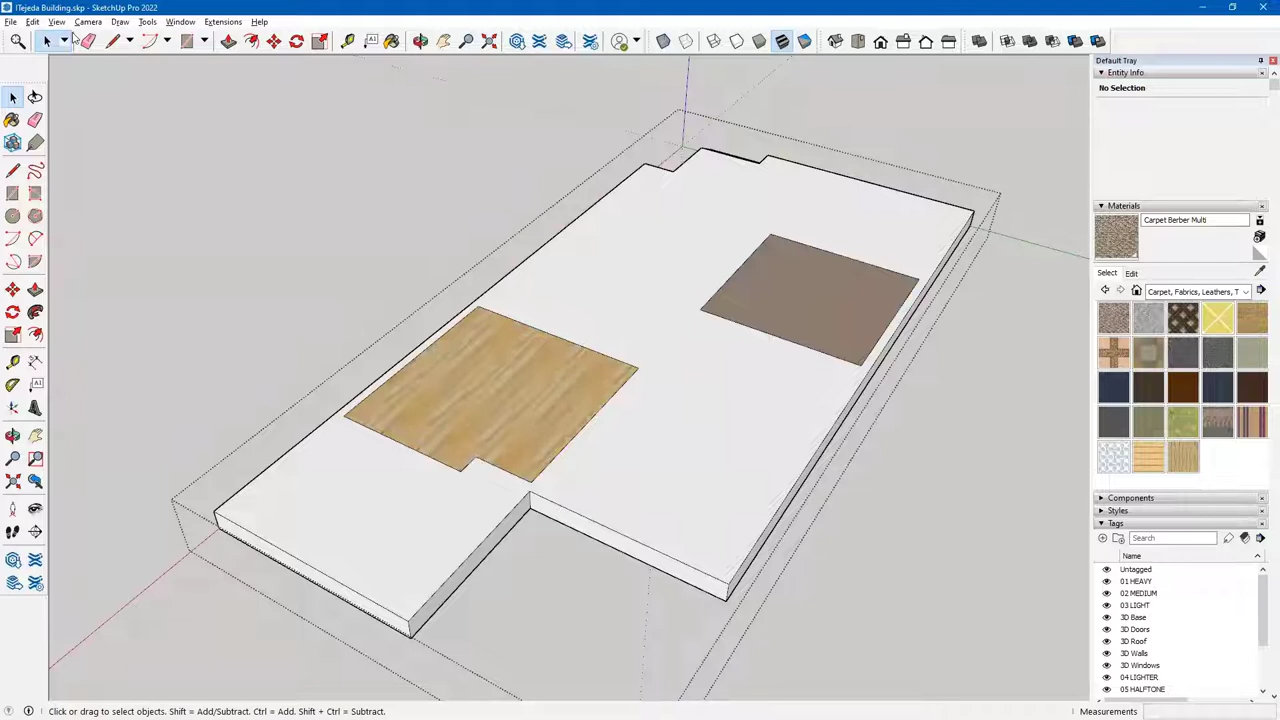 ITejeda Building.skp - SketchUp Pro 2022
File Edit View Camera Draw Tools Window Extensions Help
Default Tray
Entity Info
No Selection
Materials
Carpet Berber Multi
Select Edit
Carpet, Fabrics, Leathers, T
Components
Styles
Tags
Search
Name
Untagged
01 HEAVY
02 MEDIUM
03 LIGHT
3D Base
3D Doors
3D Roof
3D Walls
3D Windows
04 LIGHTER
05 HALFTONE
Click or drag to select objects. Shift = Add/Subtract. Ctrl = Add. Shift + Ctrl = Subtract.
Measurements